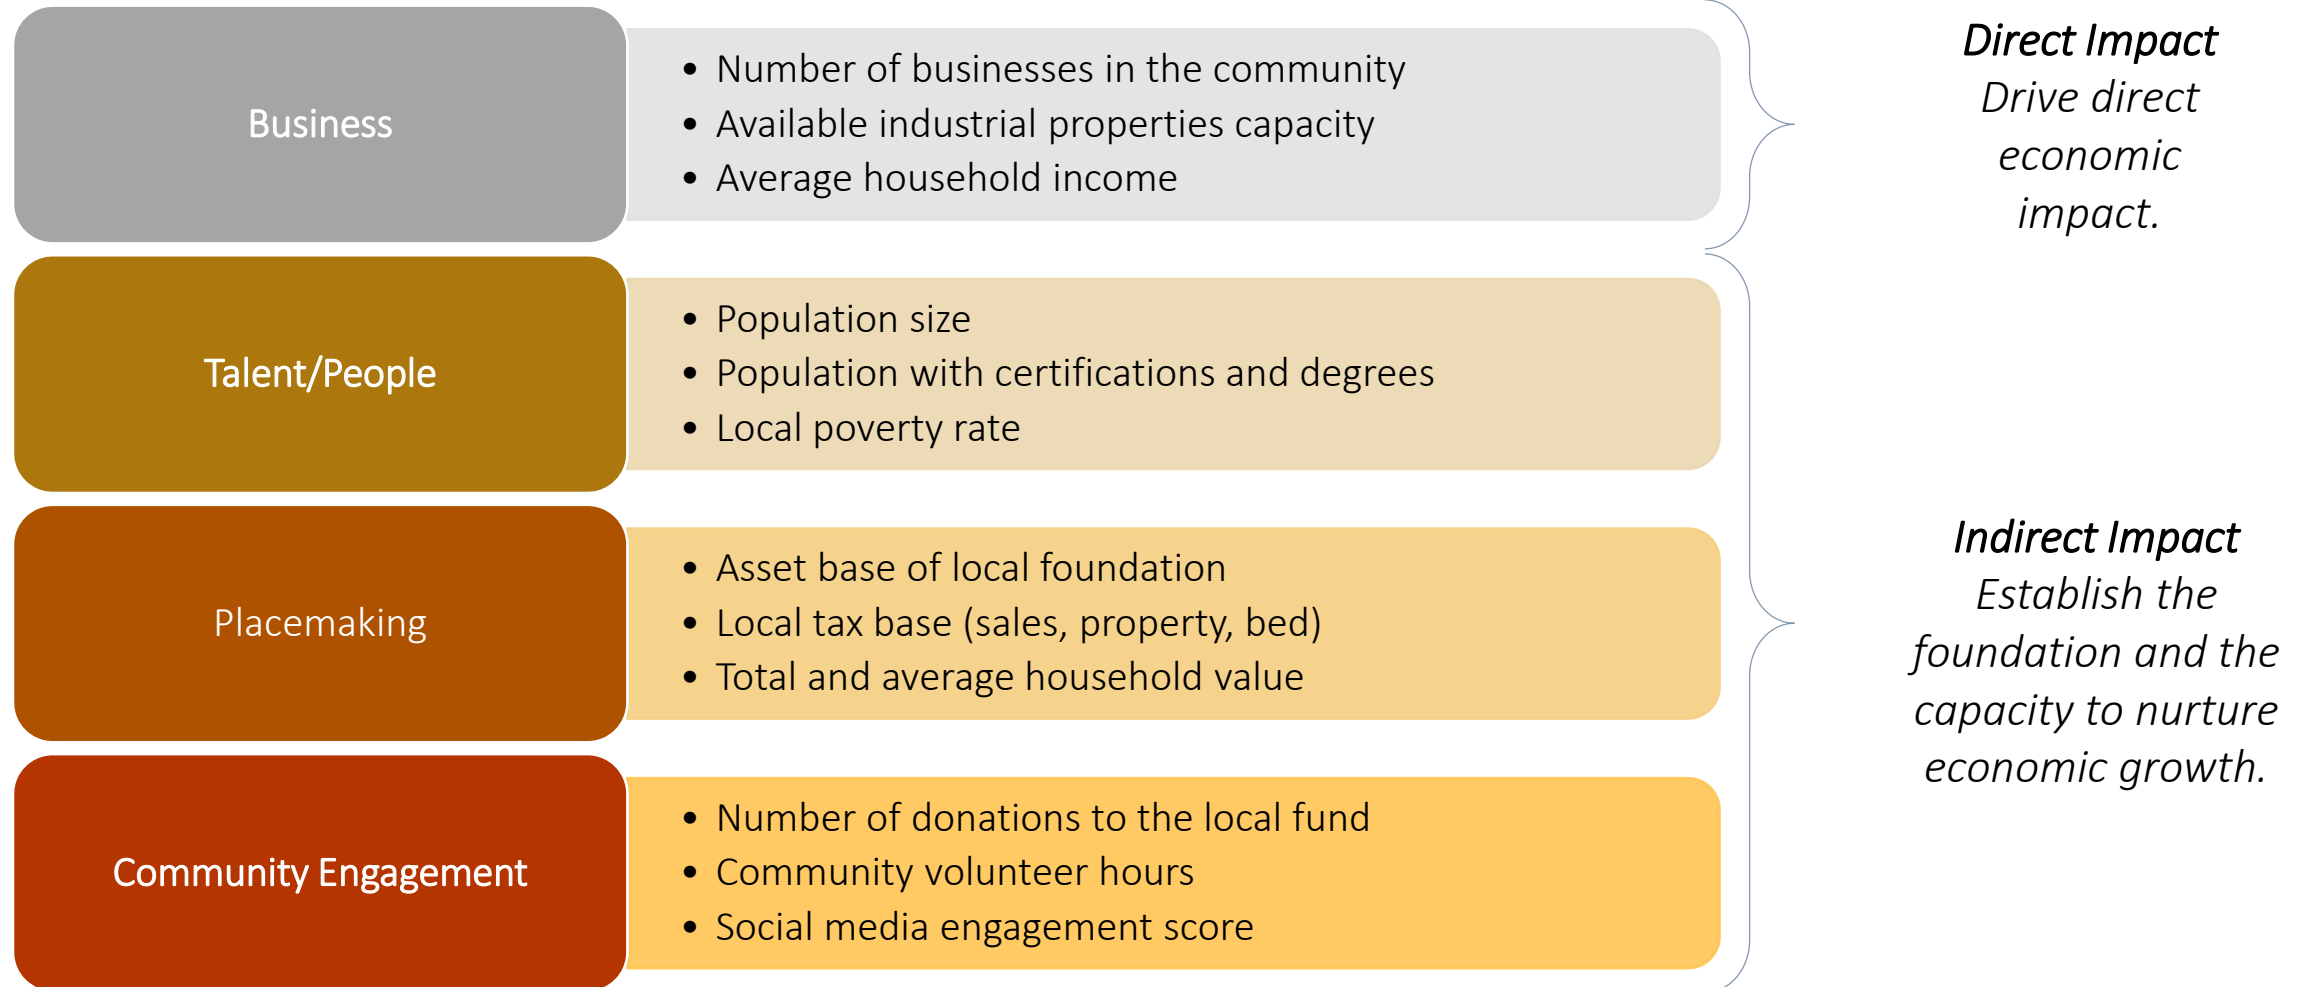 Business
• Number of businesses in the community
• Available industrial properties capacity
• Average household income
Direct Impact
Drive direct
economic
impact.
Talent/People
• Population size
• Population with certifications and degrees
• Local poverty rate
Placemaking
• Asset base of local foundation
• Local tax base (sales, property, bed)
• Total and average household value
Indirect Impact
Establish the
foundation and the
capacity to nurture
economic growth.
Community Engagement
• Number of donations to the local fund
• Community volunteer hours
• Social media engagement score